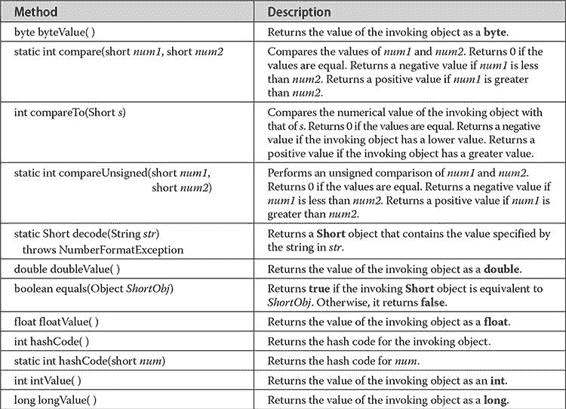 Method Description
byte byteValue( ) Returns the value of the invoking object as a byte.
static int compare(short num1, short num2 Compares the values of num1 and num2. Returns 0 if the
values are equal. Returns a negative value if num1 is less
than num2. Returns a positive value if num1 is greater
than num2.
int compareTo(Short s) Compares the numerical value of the invoking object with
that of s. Returns 0 if the values are equal. Returns a negative
value if the invoking object has a lower value. Returns a
positive value if the invoking object has a greater value.
static int compareUnsigned(short num1, Performs an unsigned comparison of num1 and num2.
short num2) Returns 0 if the values are equal. Returns a negative value if
num1 is less than num2. Returns a positive value if num1 is
greater than num2.
static Short decode(String str) Returns a Short object that contains the value specified by
throws NumberFormatException the string in str.
double doubleValue( ) Returns the value of the invoking object as a double.
boolean equals(Object ShortObj) Returns true if the invoking Short object is equivalent to
ShortObj. Otherwise, it returns false.
float floatValue( ) Returns the value of the invoking object as a float.
int hashCode( ) Returns the hash code for the invoking object.
static int hashCode(short num) Returns the hash code for num.
int intValue( ) Returns the value of the invoking object as an int.
long longValue( ) Returns the value of the invoking object as a long.